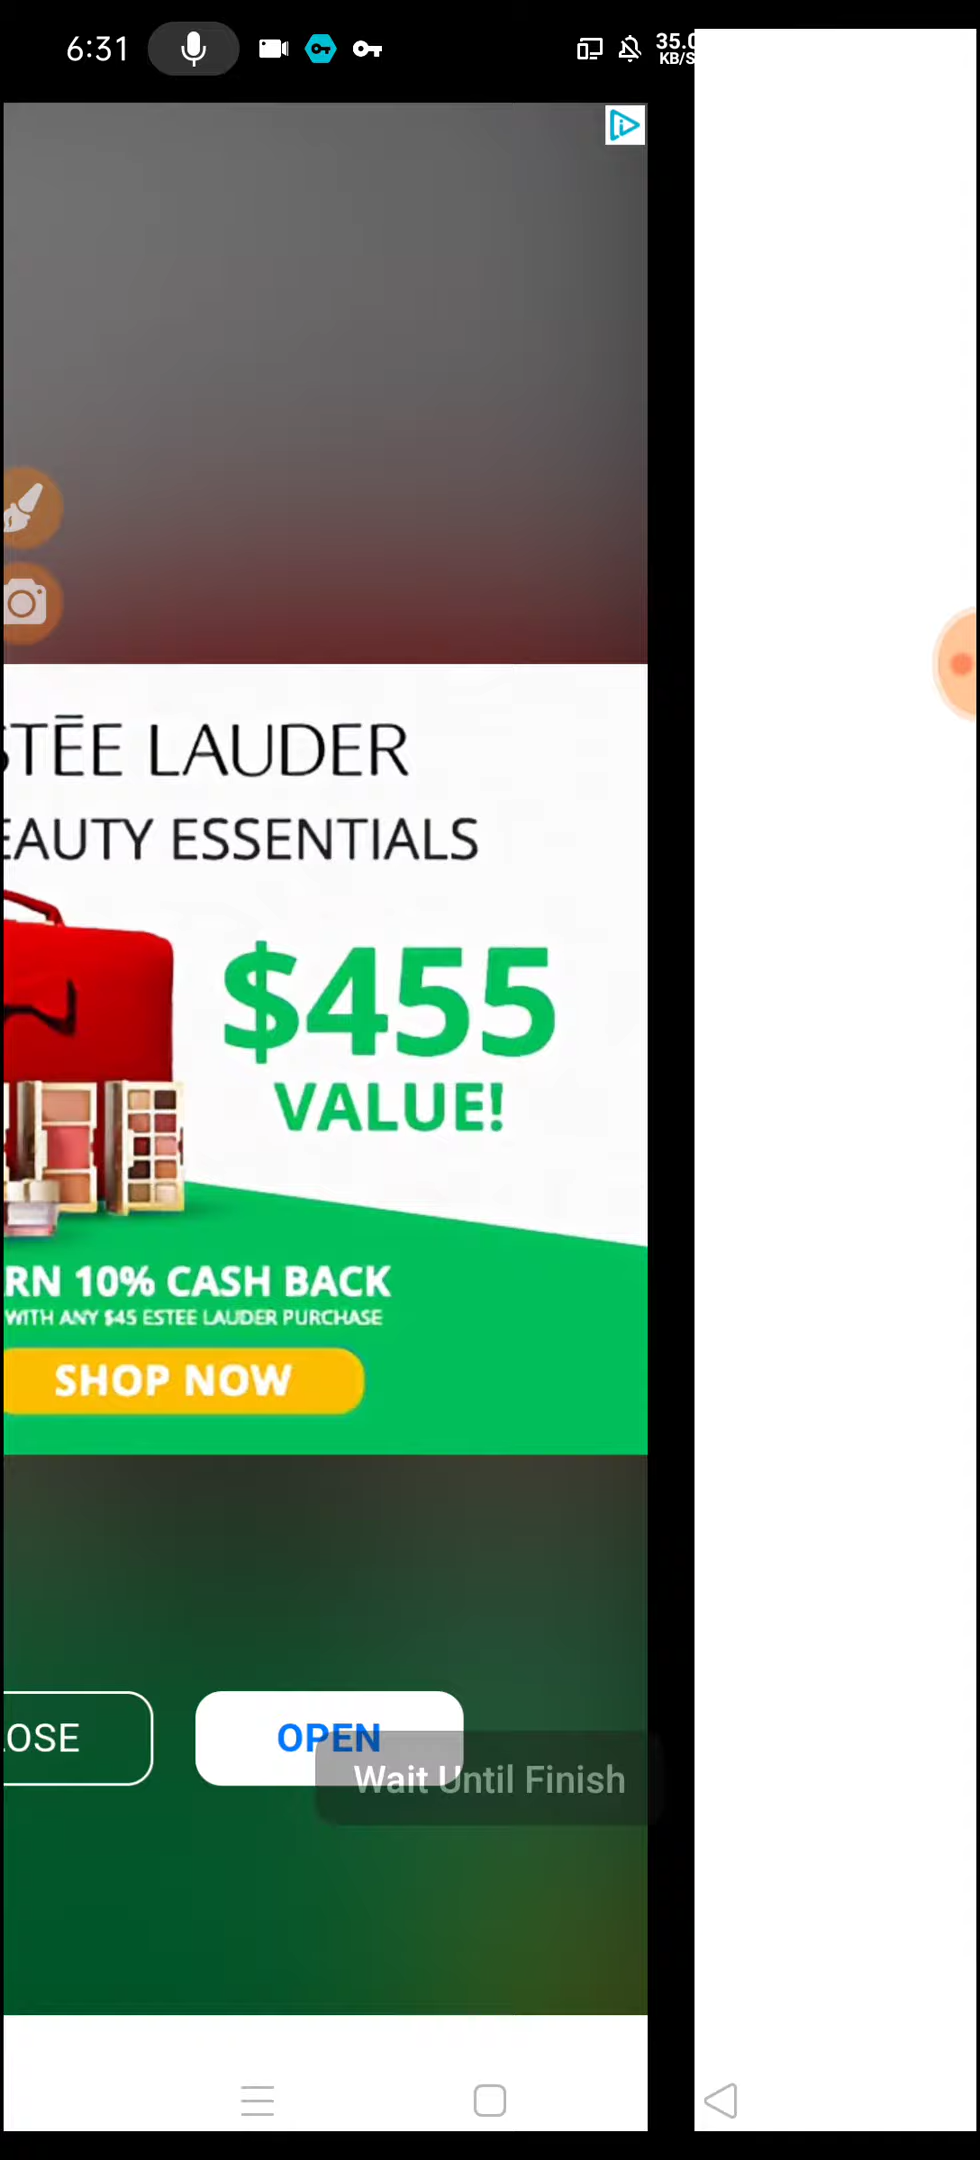 6:31
35.0
KB/S
STĒE LAUDER
EAUTY ESSENTIALS
$455
VALUE!
RN 10% CASH BACK
WITH ANY $45 ESTEE LAUDER PURCHASE
SHOP NOW
LOSE
OPEN
Wait Until Finish